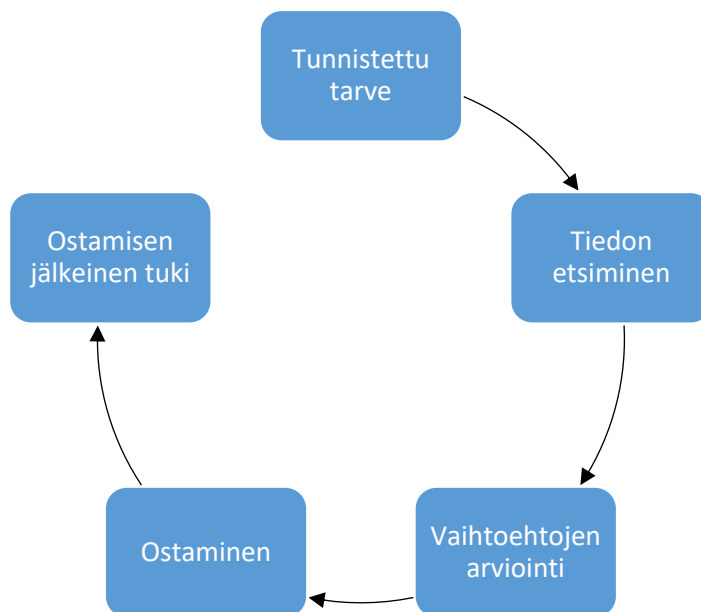 Tunnistettu
tarve
Tiedon
etsiminen
Vaihtoehtojen
arviointi
Ostaminen
Ostamisen
jälkeinen tuki